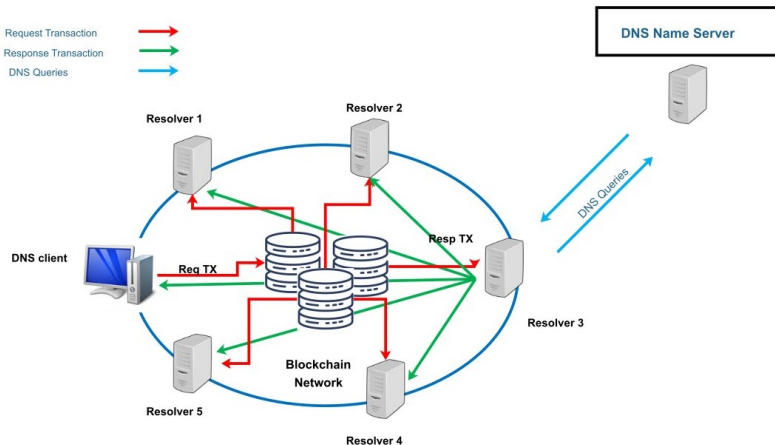 Request Transaction
Response Transaction
DNS Queries
DNS Name Server
Resolver 1
Resolver 2
DNS Queries
DNS client
Req TX
Resp TX
Resolver 3
Blockchain
Network
Resolver 5
Resolver 4